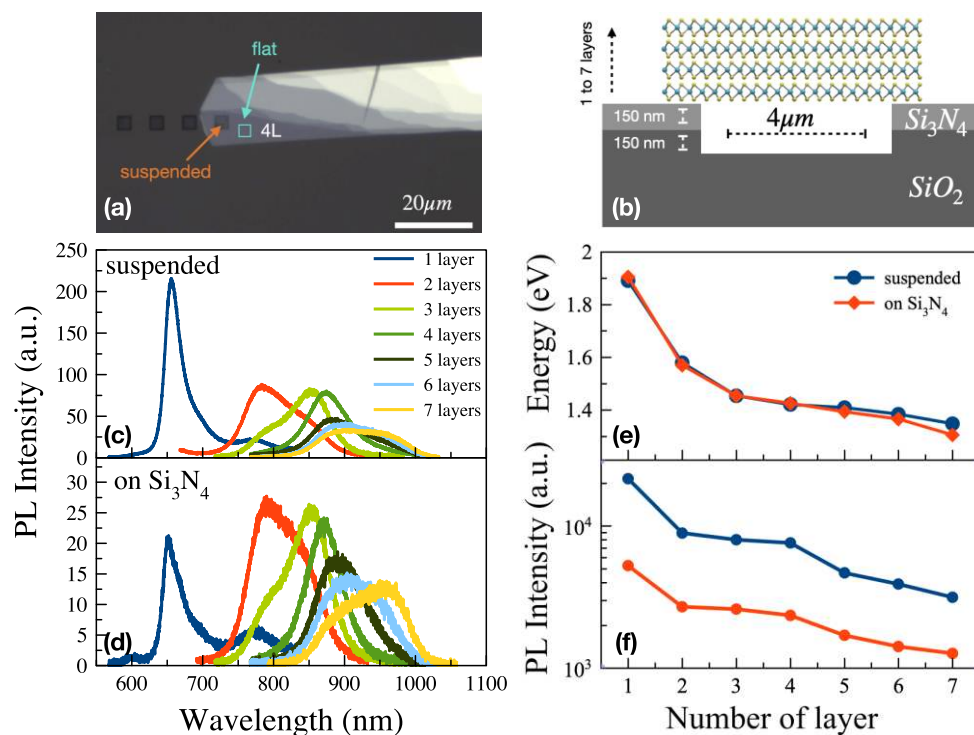 flat
4L
suspended
20μm
(a)
1 to 7 layers
150 nm
150 nm
4μm
Si₃N₄
SiO₂
(b)
PL Intensity (a.u.)
250
200
150
100
50
0
suspended
1 layer
2 layers
3 layers
4 layers
5 layers
6 layers
7 layers
(c)
30
25
20
15
10
5
0
on Si₃N₄
(d)
600 700 800 900 1000 1100
Wavelength (nm)
Energy (eV)
2
1.8
1.6
1.4
suspended
on Si₃N₄
(e)
PL Intensity (a.u.)
10⁴
10³
(f)
1 2 3 4 5 6 7
Number of layer